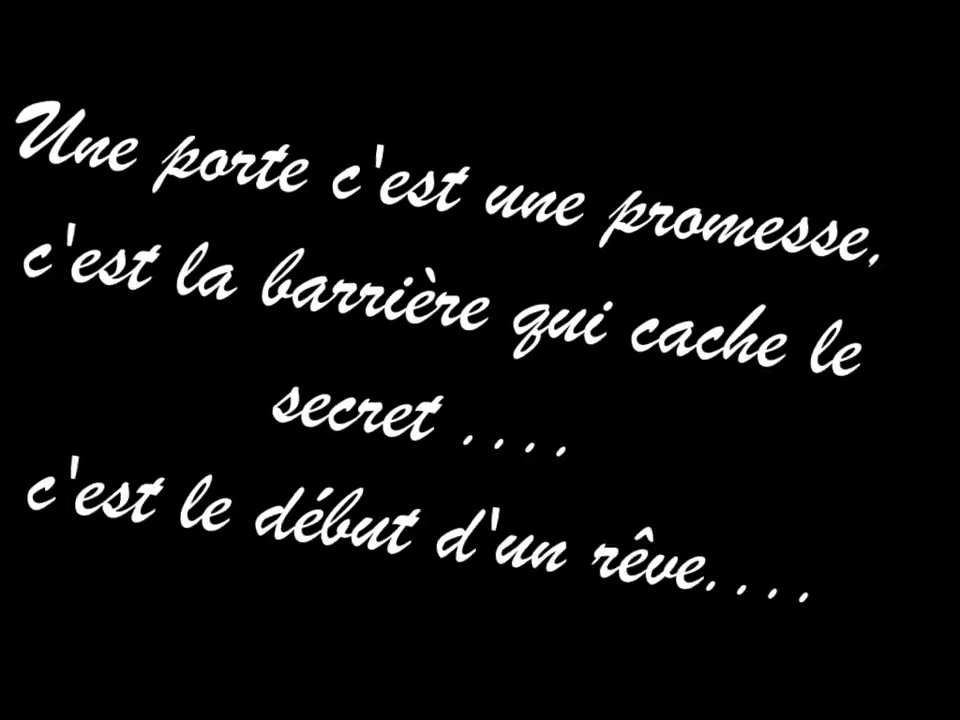 Une porte c'est une promesse,
c'est la barrière qui cache le
secret ....
c'est le début d'un rêve....